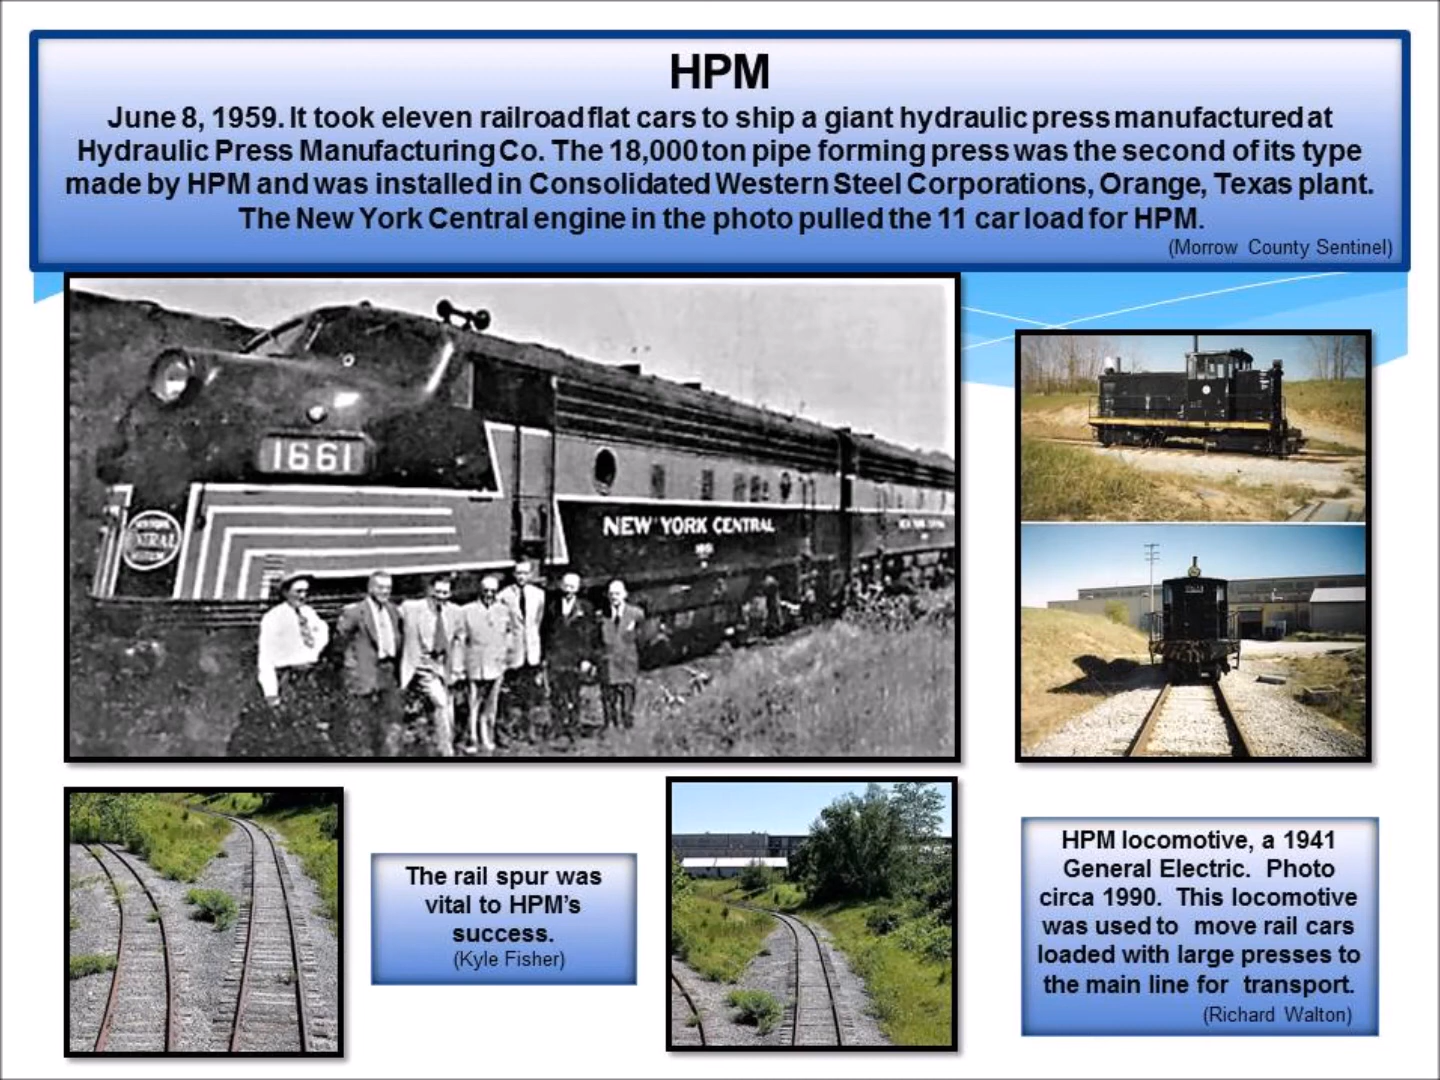 HPM
June 8, 1959. It took eleven railroad flat cars to ship a giant hydraulic press manufactured at
Hydraulic Press Manufacturing Co. The 18,000 ton pipe forming press was the second of its type
made by HPM and was installed in Consolidated Western Steel Corporations, Orange, Texas plant.
The New York Central engine in the photo pulled the 11 car load for HPM.
(Morrow County Sentinel)
1661
NEW YORK CENTRAL
The rail spur was
vital to HPM's
success.
(Kyle Fisher)
HPM locomotive, a 1941
General Electric. Photo
circa 1990. This locomotive
was used to move rail cars
loaded with large presses to
the main line for transport.
(Richard Walton)